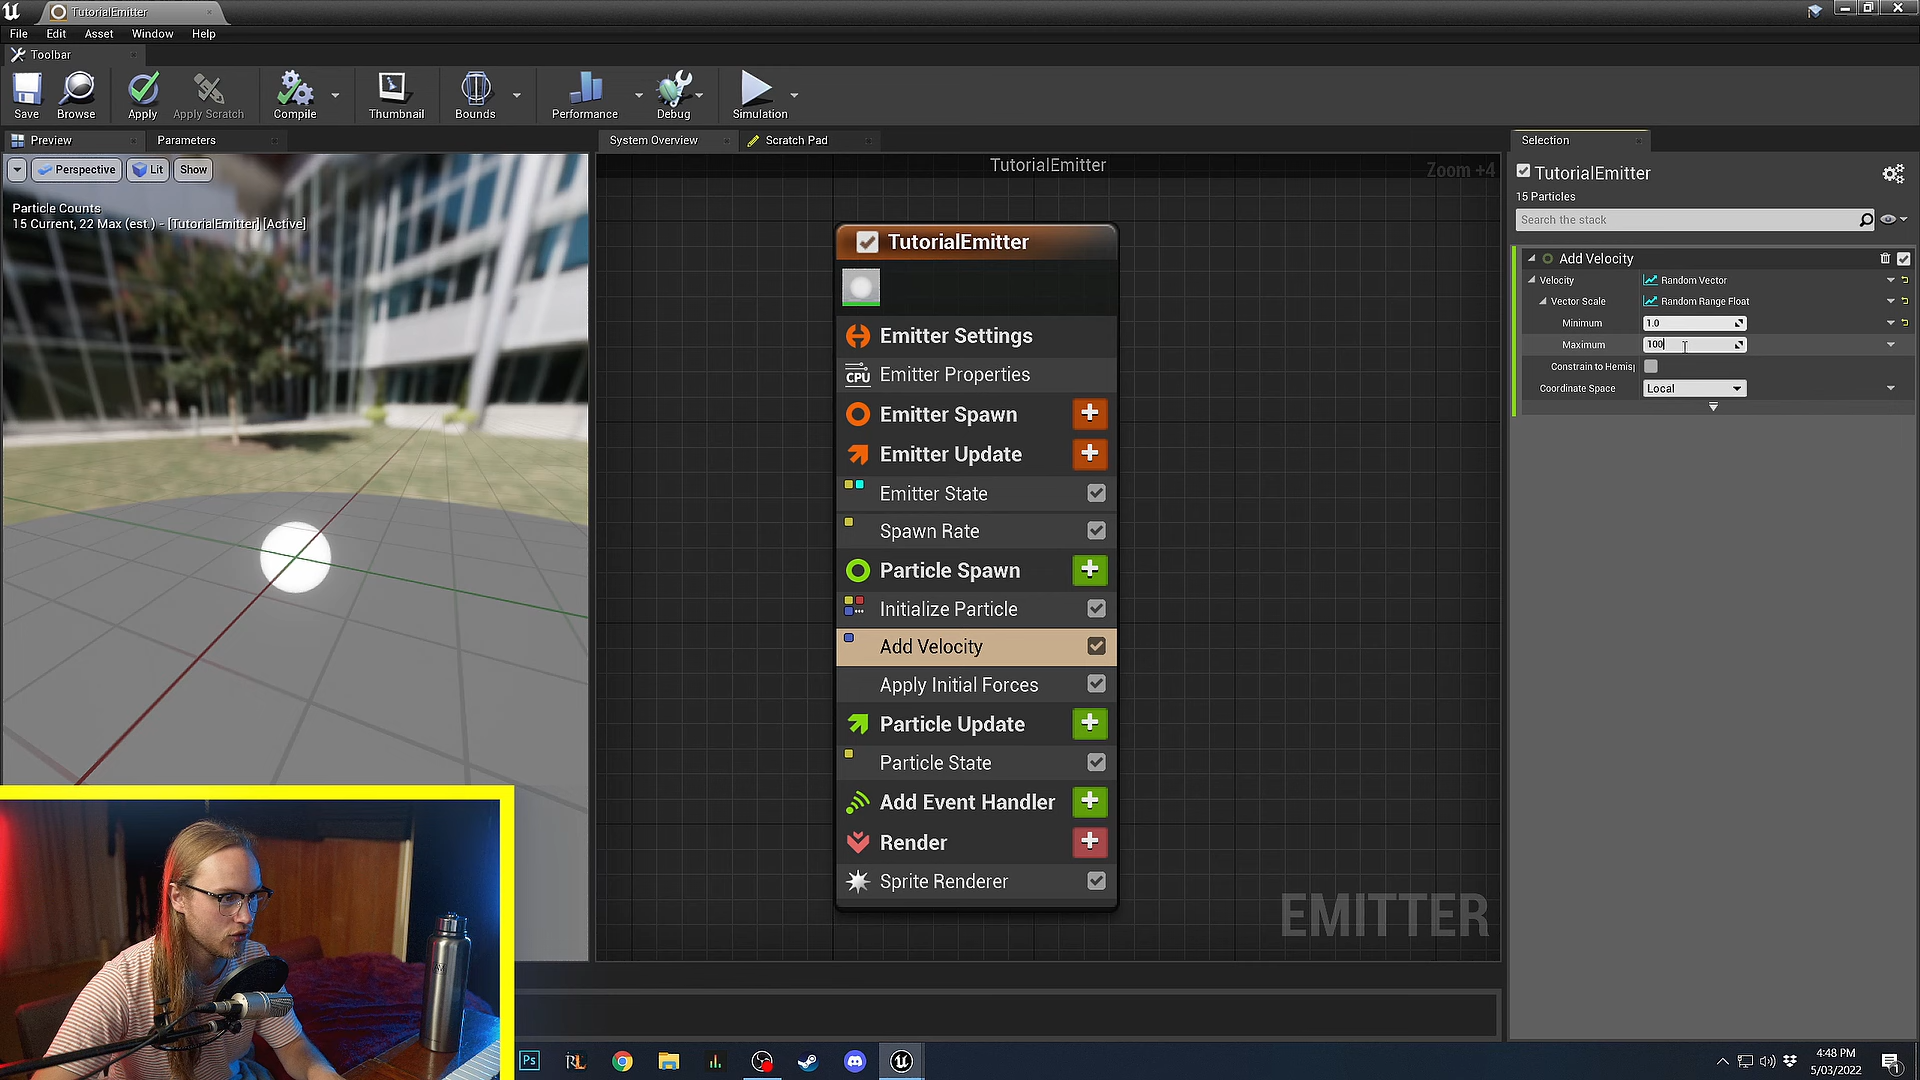 TutorialEmitter
File Edit Asset Window Help
Toolbar
Save Browse Apply Apply Scratch Compile Thumbnail Bounds Performance Debug Simulation
Preview Parameters System Overview Scratch Pad Selection
Perspective Lit Show
TutorialEmitter
Zoom +4
Particle Counts
15 Current, 22 Max (est.) - [TutorialEmitter] [Active]
TutorialEmitter
Emitter Settings
CPU Emitter Properties
Emitter Spawn
Emitter Update
Emitter State
Spawn Rate
Particle Spawn
Initialize Particle
Add Velocity
Apply Initial Forces
Particle Update
Particle State
Add Event Handler
Render
Sprite Renderer
EMITTER
TutorialEmitter
15 Particles
Search the stack
Add Velocity
Velocity Random Vector
Vector Scale Random Range Float
Minimum 1.0
Maximum 100
Constrain to Hemis
Coordinate Space Local
Ps RL
4:48 PM
5/03/2022
1